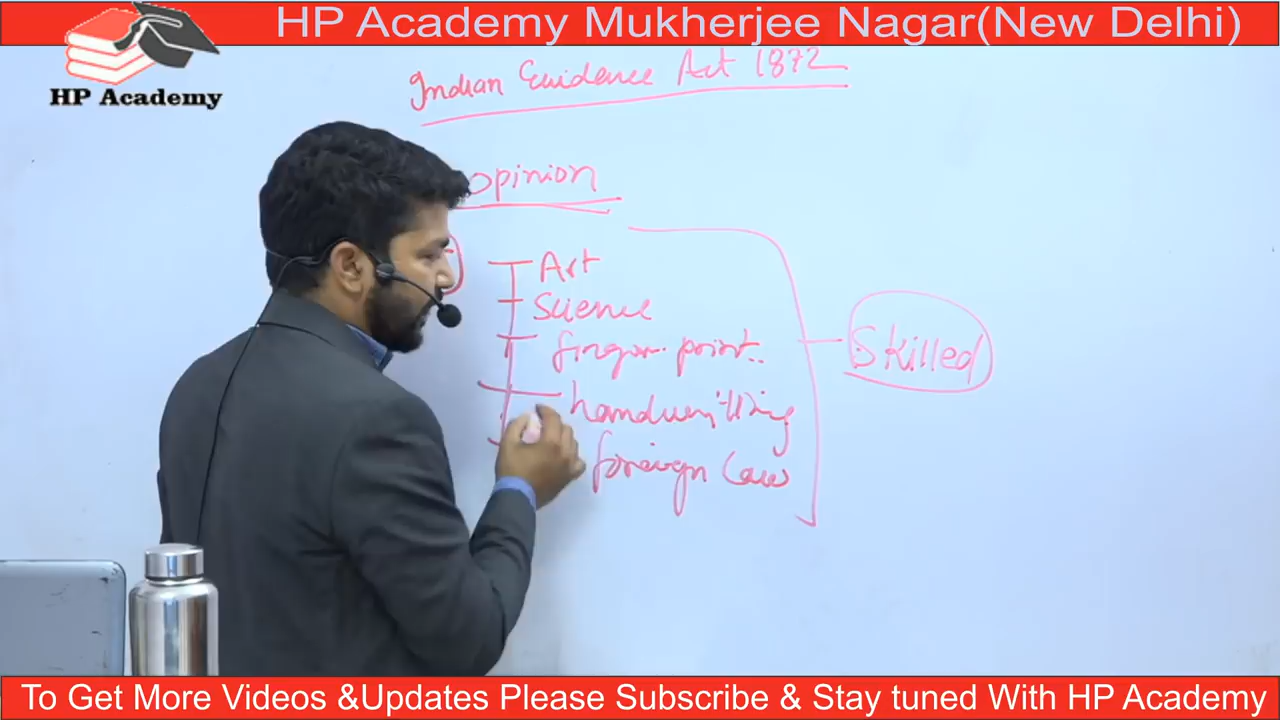 HP Academy Mukherjee Nagar(New Delhi)
HP Academy
Indian Evidence Act 1872
opinion
Art
Science
finger print..
handwriting
foreign law
Skilled
To Get More Videos &Updates Please Subscribe & Stay tuned With HP Academy